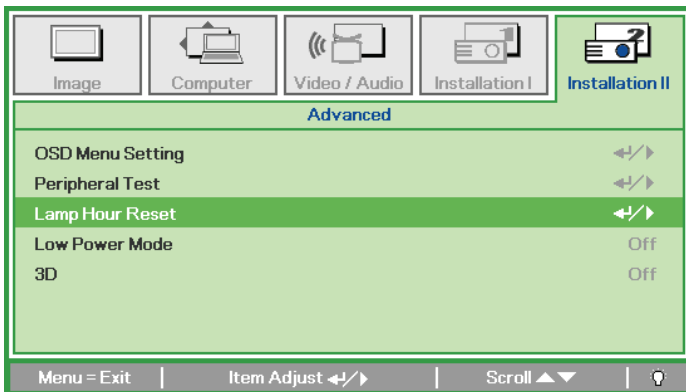 Image Computer Video / Audio Installation I Installation II
Advanced
OSD Menu Setting
Peripheral Test
Lamp Hour Reset
Low Power Mode Off
3D Off
Menu = Exit Item Adjust Scroll